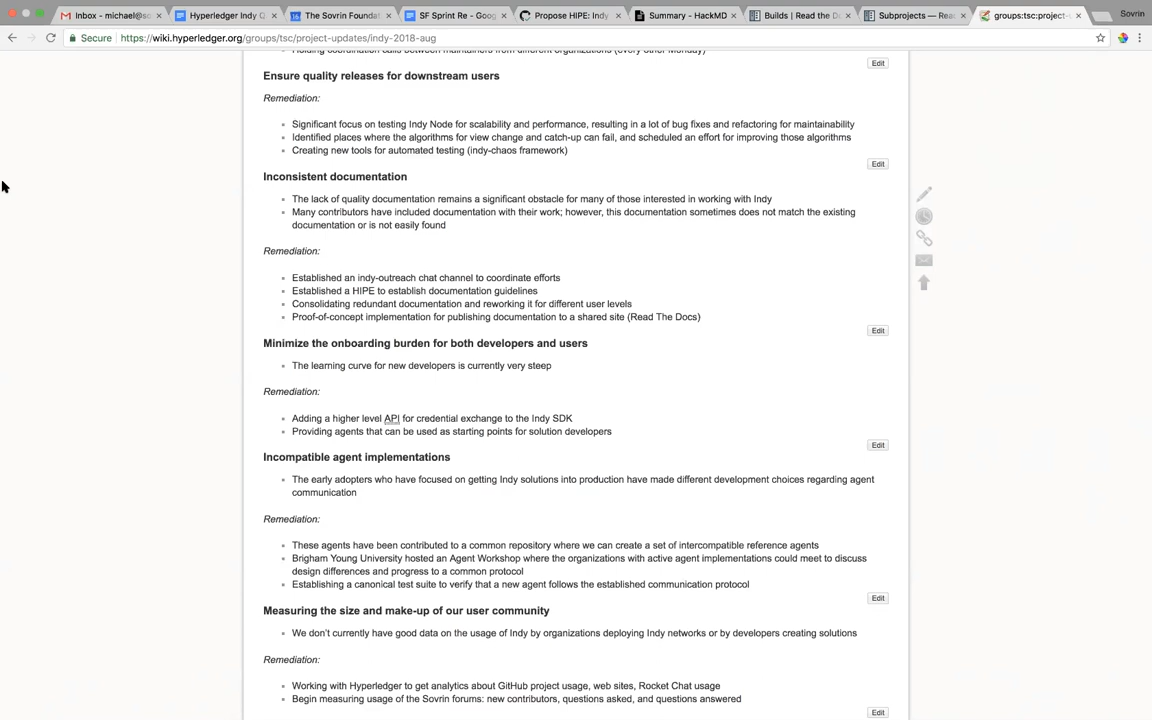 Inbox - michael@so
Hyperledger Indy Q
The Sovrin Founda
SF Sprint Re - Goog
Propose HIPE: Indy
Summary - HackMD
Builds | Read the D
Subprojects — Rea
groups:tsc:project-u
Sovrin
Secure
https://wiki.hyperledger.org/groups/tsc/project-updates/indy-2018-aug
Holding coordination calls between maintainers from different organizations (every other Monday)
Edit
Ensure quality releases for downstream users
Remediation:
Significant focus on testing Indy Node for scalability and performance, resulting in a lot of bug fixes and refactoring for maintainability
Identified places where the algorithms for view change and catch-up can fail, and scheduled an effort for improving those algorithms
Creating new tools for automated testing (indy-chaos framework)
Edit
Inconsistent documentation
The lack of quality documentation remains a significant obstacle for many of those interested in working with Indy
Many contributors have included documentation with their work; however, this documentation sometimes does not match the existing
documentation or is not easily found
Remediation:
Established an indy-outreach chat channel to coordinate efforts
Established a HIPE to establish documentation guidelines
Consolidating redundant documentation and reworking it for different user levels
Proof-of-concept implementation for publishing documentation to a shared site (Read The Docs)
Edit
Minimize the onboarding burden for both developers and users
The learning curve for new developers is currently very steep
Remediation:
Adding a higher level API for credential exchange to the Indy SDK
Providing agents that can be used as starting points for solution developers
Edit
Incompatible agent implementations
The early adopters who have focused on getting Indy solutions into production have made different development choices regarding agent
communication
Remediation:
These agents have been contributed to a common repository where we can create a set of intercompatible reference agents
Brigham Young University hosted an Agent Workshop where the organizations with active agent implementations could meet to discuss
design differences and progress to a common protocol
Establishing a canonical test suite to verify that a new agent follows the established communication protocol
Edit
Measuring the size and make-up of our user community
We don't currently have good data on the usage of Indy by organizations deploying Indy networks or by developers creating solutions
Remediation:
Working with Hyperledger to get analytics about GitHub project usage, web sites, Rocket Chat usage
Begin measuring usage of the Sovrin forums: new contributors, questions asked, and questions answered
Edit